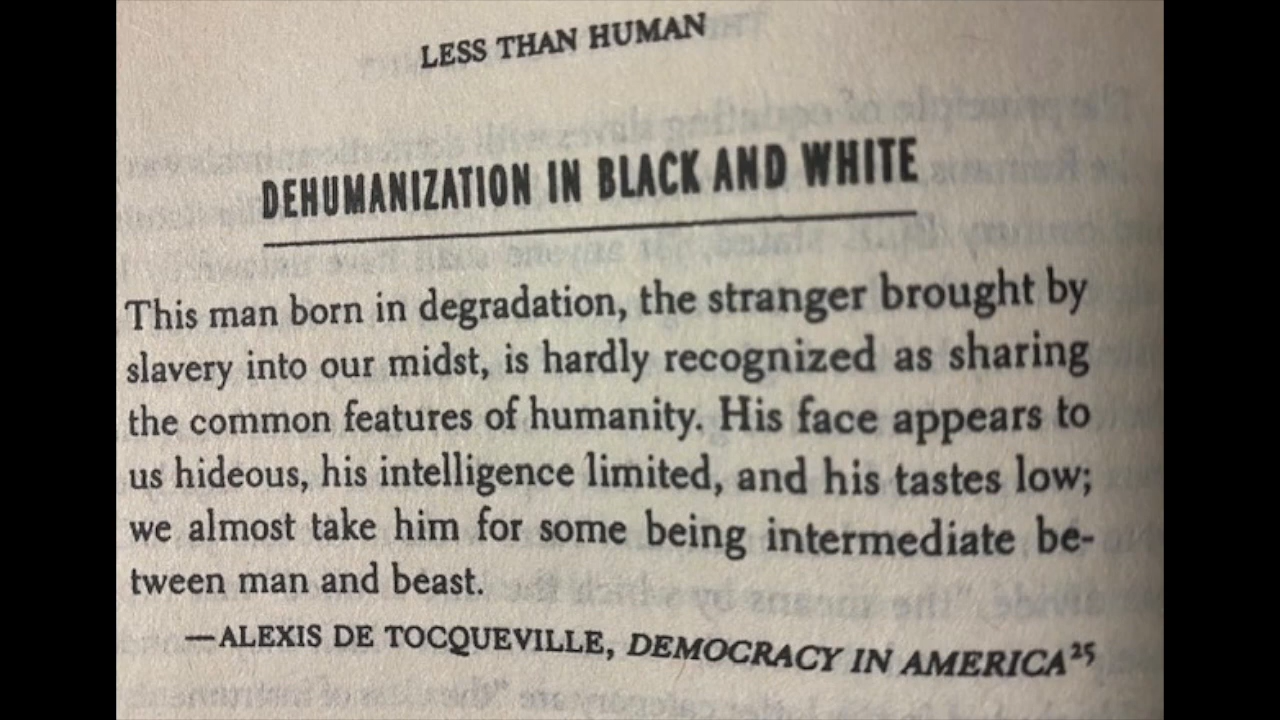 LESS THAN HUMAN
DEHUMANIZATION IN BLACK AND WHITE
This man born in degradation, the stranger brought by
slavery into our midst, is hardly recognized as sharing
the common features of humanity. His face appears to
us hideous, his intelligence limited, and his tastes low;
we almost take him for some being intermediate be-
tween man and beast.
—ALEXIS DE TOCQUEVILLE, DEMOCRACY IN AMERICA²⁵